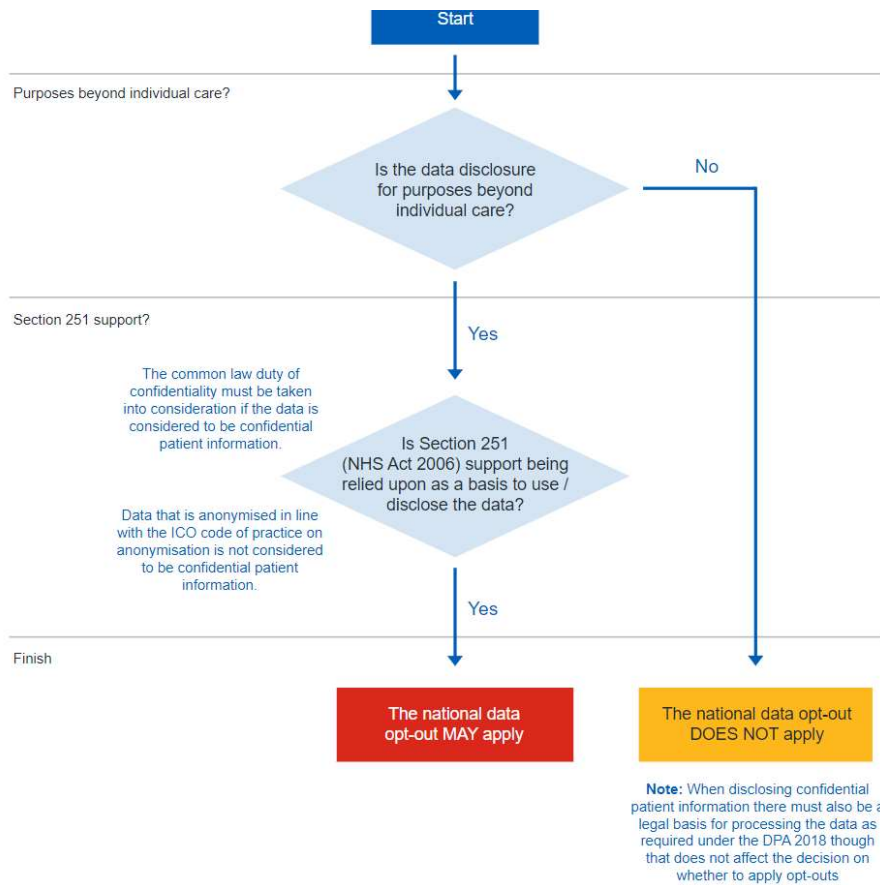 Start
Purposes beyond individual care?
Is the data disclosure
for purposes beyond
individual care?
No
Yes
Section 251 support?
The common law duty of
confidentiality must be taken
into consideration if the data is
considered to be confidential
patient information.
Is Section 251
(NHS Act 2006) support being
relied upon as a basis to use /
disclose the data?
Data that is anonymised in line
with the ICO code of practice on
anonymisation is not considered
to be confidential patient
information.
Yes
Finish
The national data
opt-out MAY apply
The national data opt-out
DOES NOT apply
Note: When disclosing confidential
patient information there must also be a
legal basis for processing the data as
required under the DPA 2018 though
that does not affect the decision on
whether to apply opt-outs